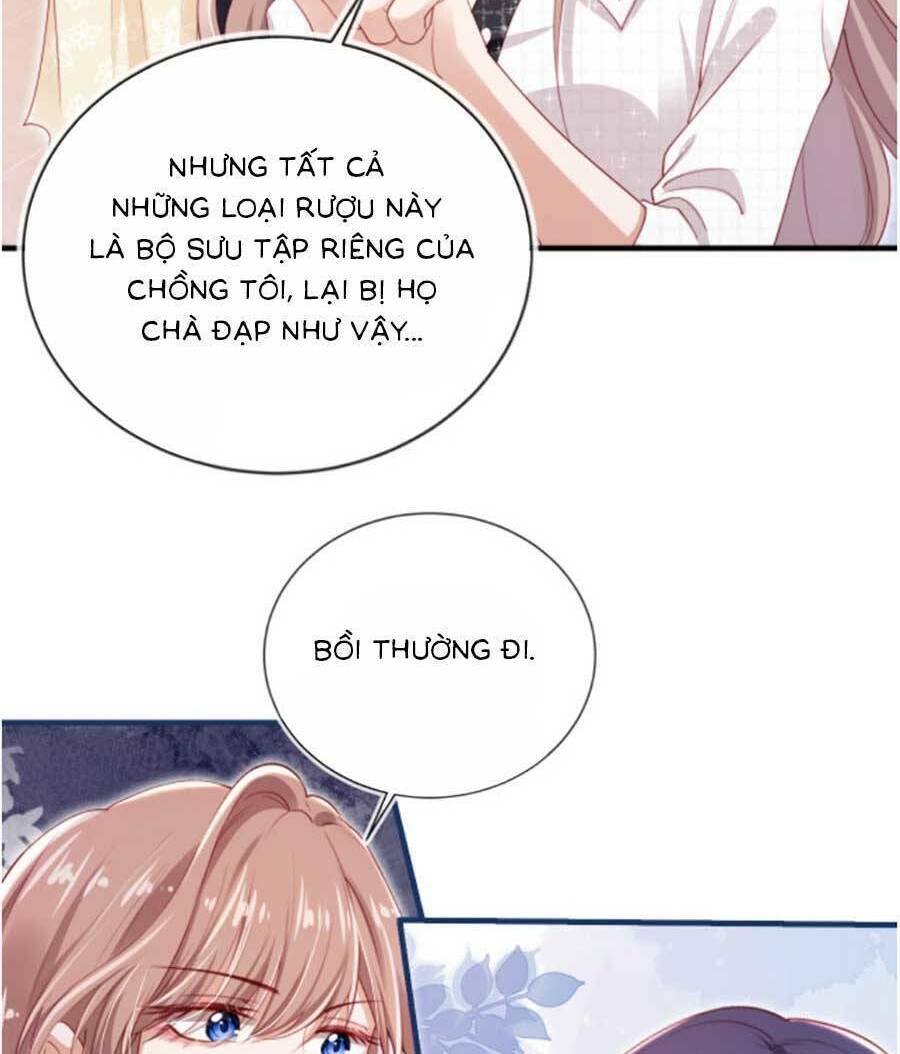 NHƯNG TẤT CẢ
NHỮNG LOẠI RƯỢU NÀY
LÀ BỘ SƯU TẬP RIÊNG CỦA
CHỒNG TÔI, LẠI BỊ HỌ
CHÀ ĐẠP NHƯ VẬY...
BỒI THƯỜNG ĐI.